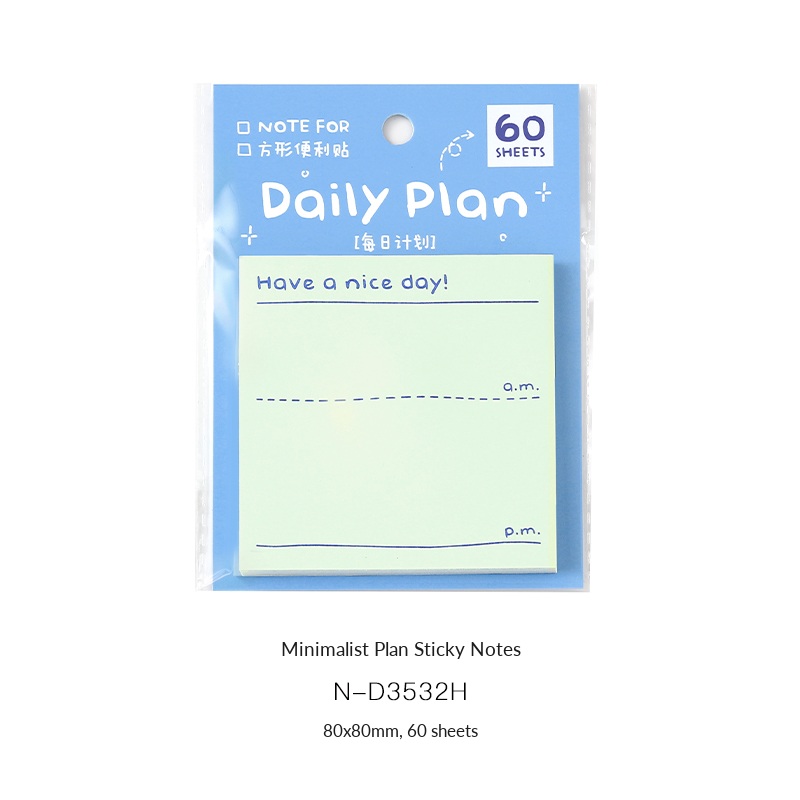 NOTE FOR
方形便利贴
60
SHEETS
Daily Plan
[每日计划]
Have a nice day!
a.m.
p.m.
Minimalist Plan Sticky Notes
N-D3532H
80x80mm, 60 sheets